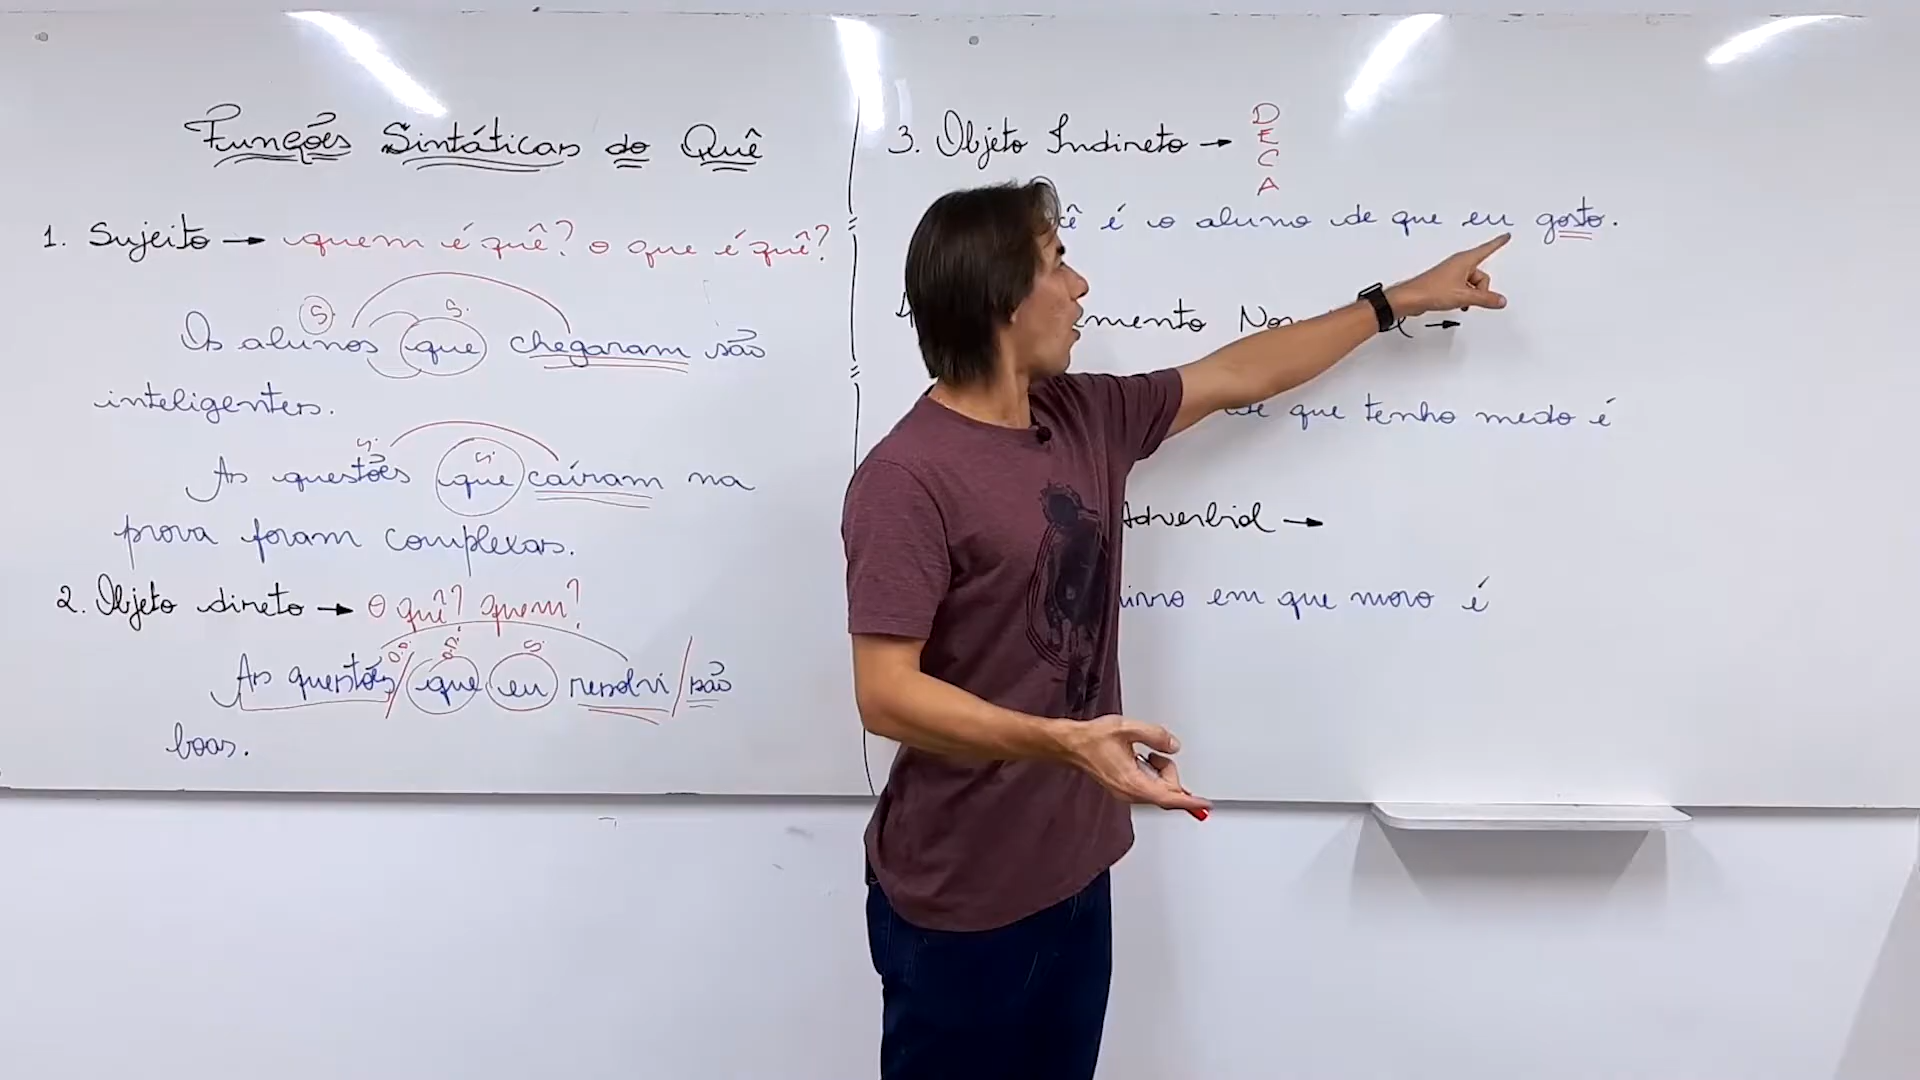 Funções Sintáticas do Quê
1. Sujeito → quem é quê? o que é quê?
S. S.
Os alunos que chegaram são
inteligentes.
S. S.
As questões que caíram na
prova foram complexas.
2. Objeto direto → o quê? quem?
O.D. O.D. S.
As questões / que eu resolvi / são
boas.
3. Objeto Indireto → D
E
C
A
cê é o aluno de que eu gosto.
mento No →
de que tenho medo é
Adverbial →
irro em que moro é